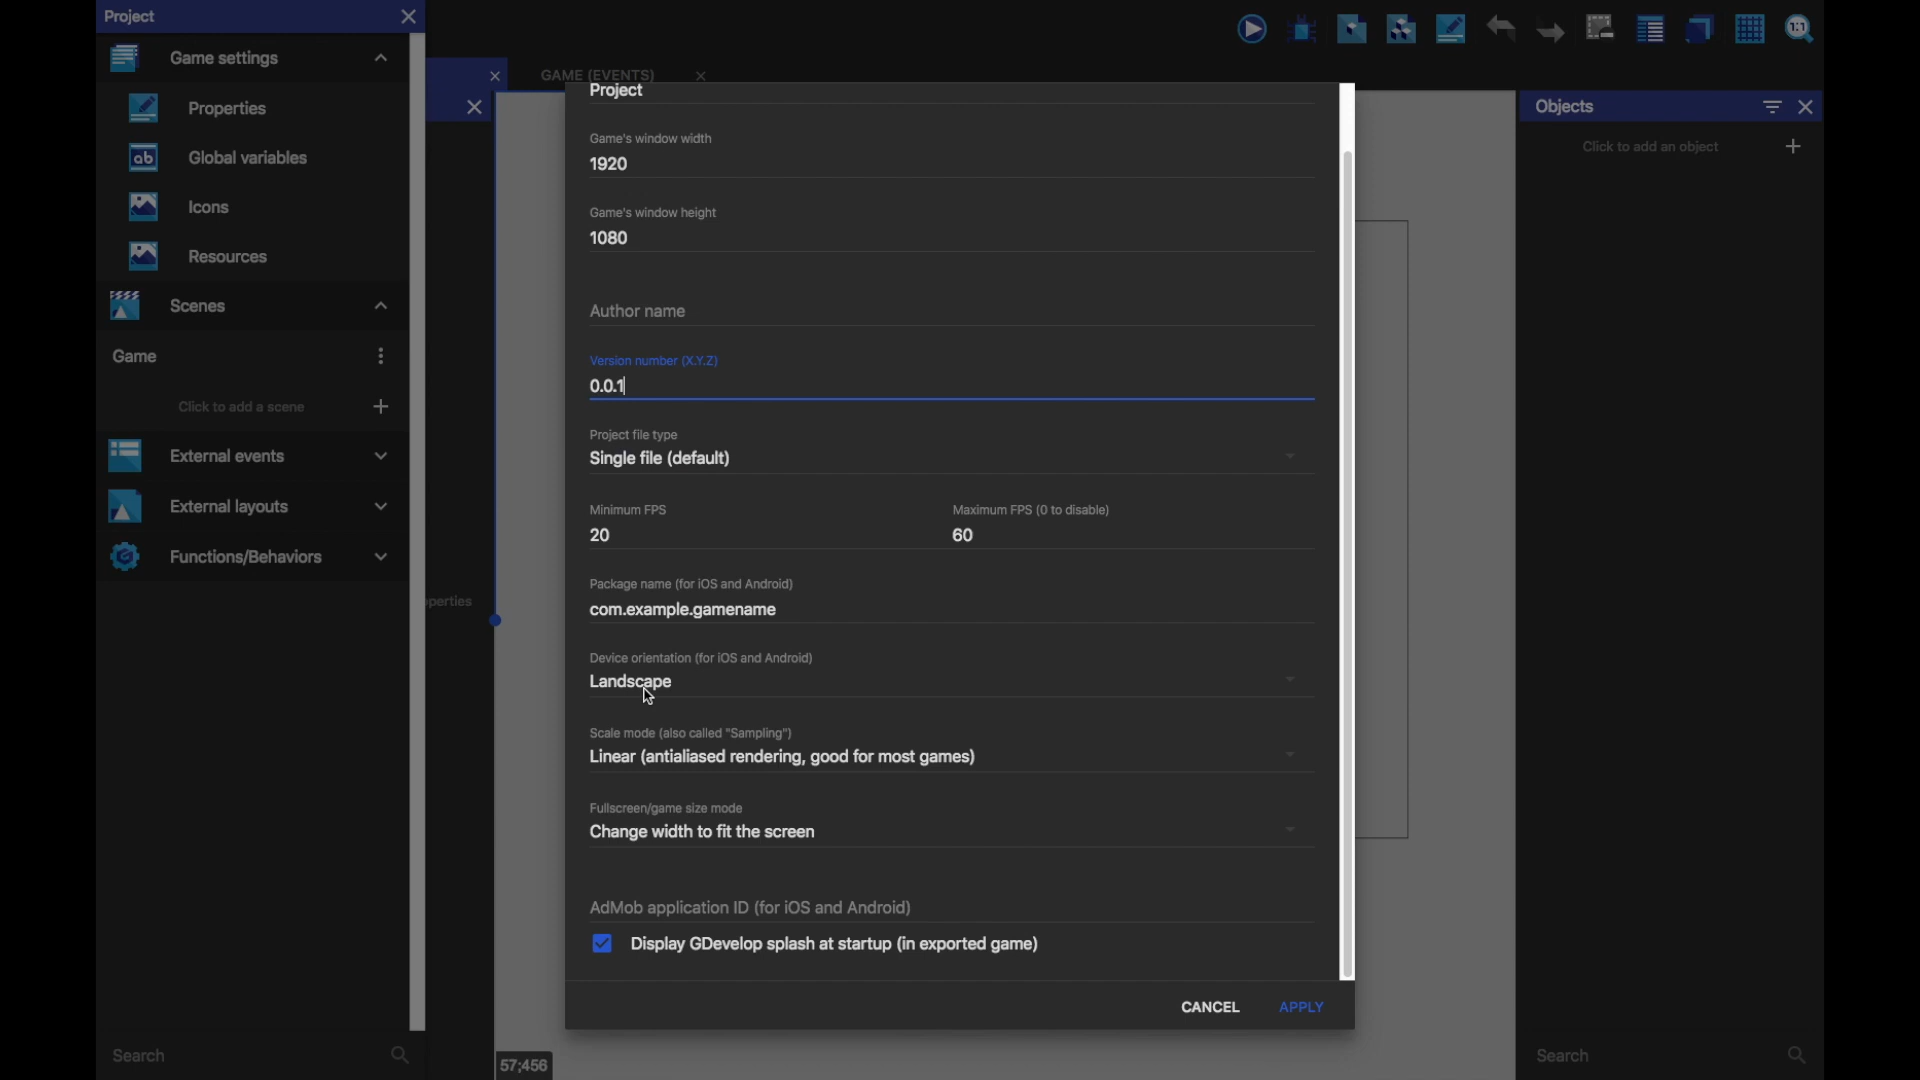 Project
Game settings
Properties
Global variables
Icons
Resources
Scenes
Game
Click to add a scene
External events
External layouts
Functions/Behaviors
Search
GAME (EVENTS)
perties
57;456
Project
Game's window width
1920
Game's window height
1080
Author name
Version number (X.Y.Z)
0.0.1
Project file type
Single file (default)
Minimum FPS
20
Maximum FPS (0 to disable)
60
Package name (for iOS and Android)
com.example.gamename
Device orientation (for iOS and Android)
Landscape
Scale mode (also called "Sampling")
Linear (antialiased rendering, good for most games)
Fullscreen/game size mode
Change width to fit the screen
AdMob application ID (for iOS and Android)
Display GDevelop splash at startup (in exported game)
CANCEL
APPLY
1:1
Objects
Click to add an object
Search